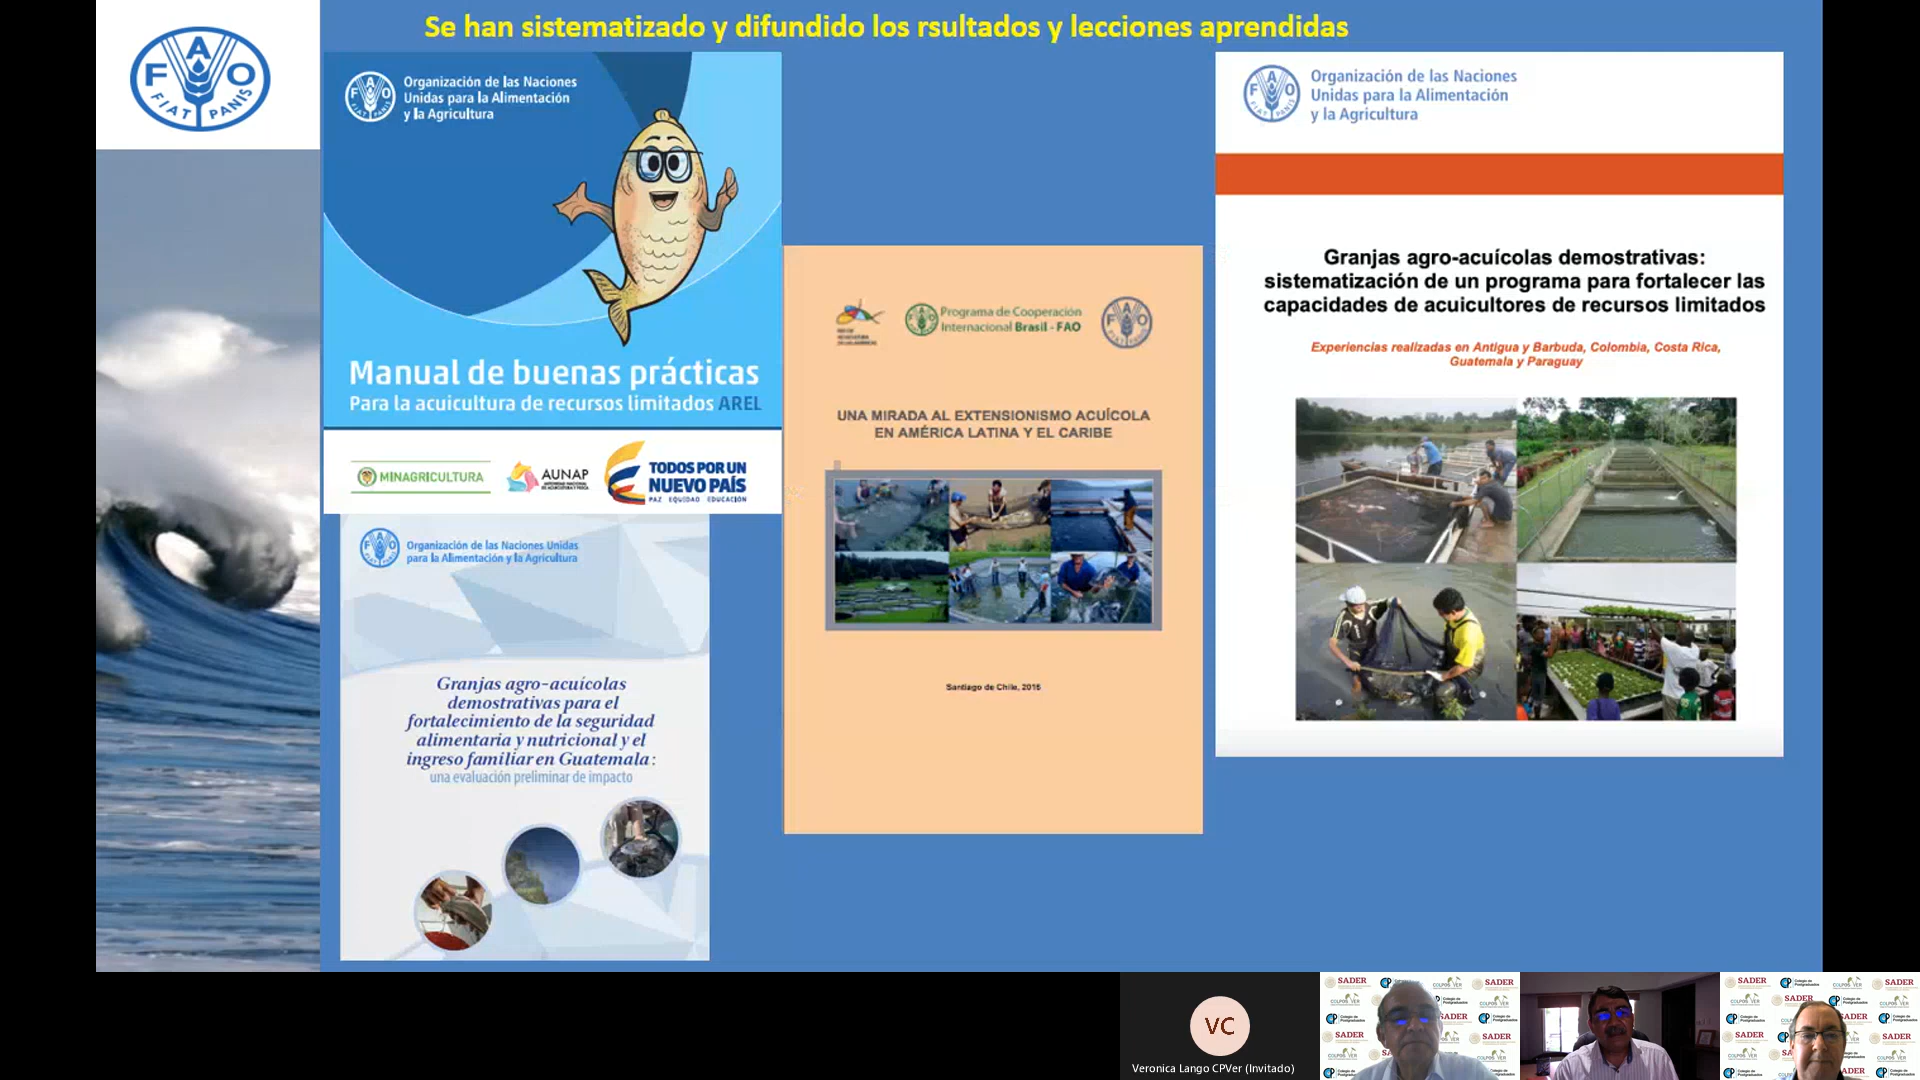 Se han sistematizado y difundido los rsultados y lecciones aprendidas
FAO
FIAT PANIS
Organización de las Naciones
Unidas para la Alimentación
y la Agricultura
Manual de buenas prácticas
Para la acuicultura de recursos limitados AREL
MINAGRICULTURA
AUNAP
TODOS POR UN
NUEVO PAÍS
PAZ EQUIDAD EDUCACIÓN
Organización de las Naciones Unidas
para la Alimentación y la Agricultura
Granjas agro-acuícolas
demostrativas para el
fortalecimiento de la seguridad
alimentaria y nutricional y el
ingreso familiar en Guatemala:
una evaluación preliminar de impacto
Programa de Cooperación
Internacional Brasil - FAO
UNA MIRADA AL EXTENSIONISMO ACUÍCOLA
EN AMÉRICA LATINA Y EL CARIBE
Santiago de Chile, 2016
Organización de las Naciones
Unidas para la Alimentación
y la Agricultura
Granjas agro-acuícolas demostrativas:
sistematización de un programa para fortalecer las
capacidades de acuicultores de recursos limitados
Experiencias realizadas en Antigua y Barbuda, Colombia, Costa Rica,
Guatemala y Paraguay
VC
Veronica Lango CPVer (Invitado)
SADER
Colegio de
Postgraduados